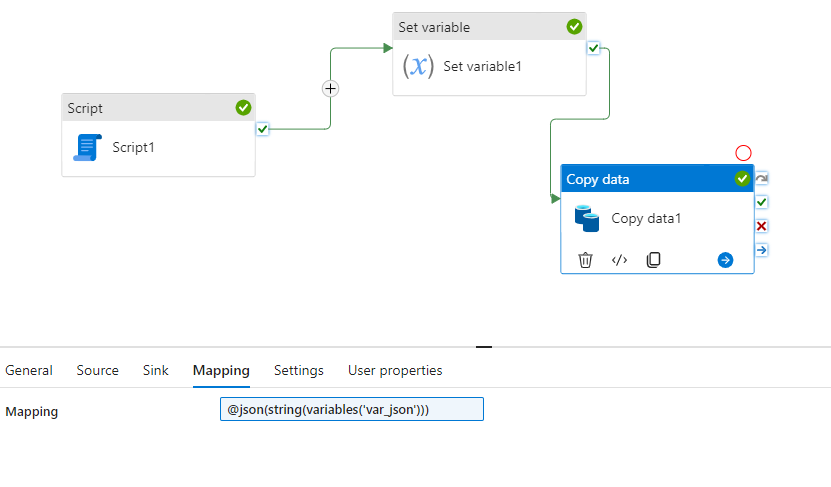 Set variable
(x) Set variable1
Script
Script1
Copy data
Copy data1
General Source Sink Mapping Settings User properties
Mapping @json(string(variables('var_json')))